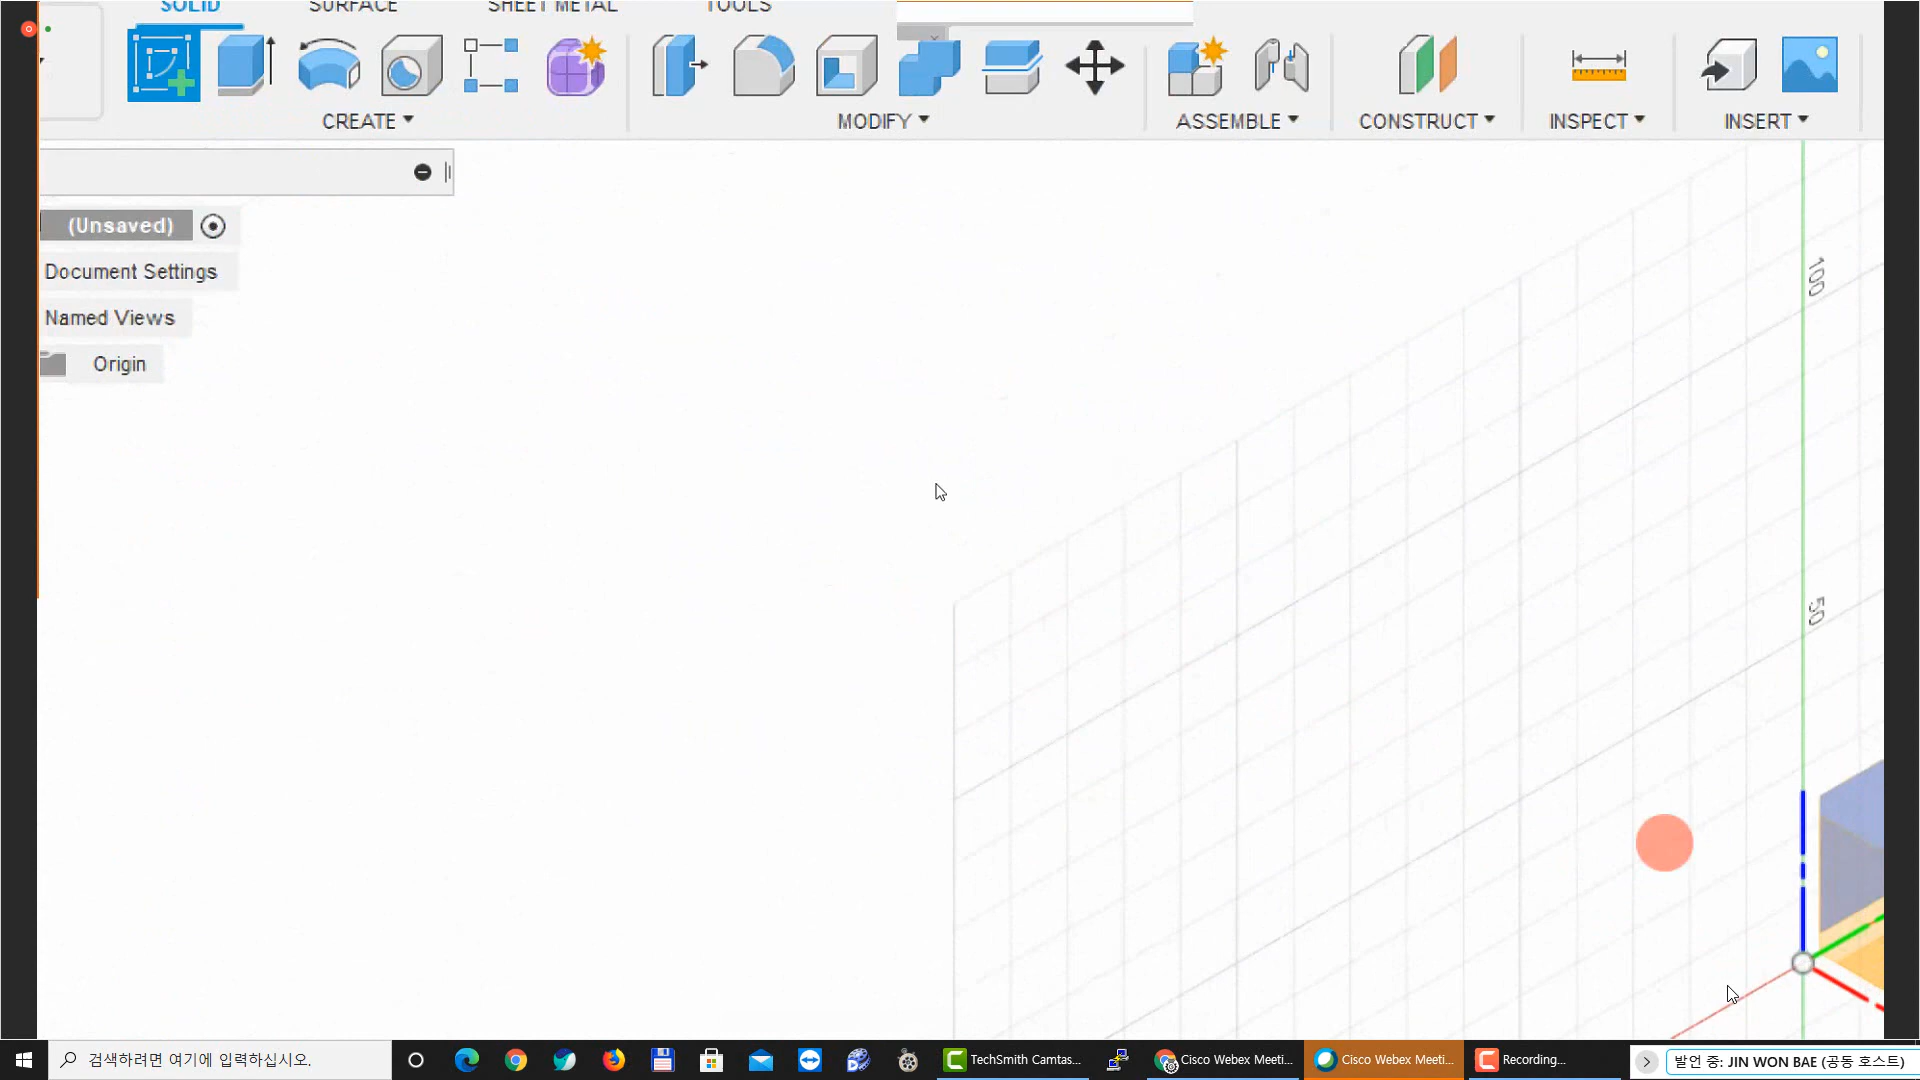 SOLID
SURFACE
SHEET METAL
TOOLS
CREATE
MODIFY
ASSEMBLE
CONSTRUCT
INSPECT
INSERT
(Unsaved)
Document Settings
Named Views
Origin
100
50
검색하려면 여기에 입력하십시오.
TechSmith Camtas...
Cisco Webex Meeti...
Cisco Webex Meeti...
Recording...
발언 중: JIN WON BAE (공동 호스트)